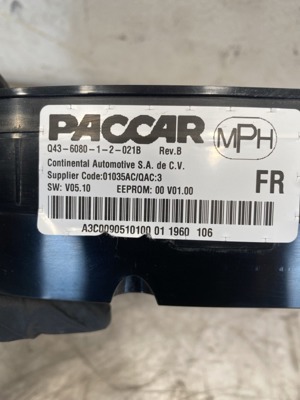 PACCAR MPH
Q43-6080-1-2-021B Rev.B
Continental Automotive S.A. de C.V.
Supplier Code:01035AC/QAC:3
SW: V05.10 EEPROM: 00 V01.00
FR
A3C0090510100 01 1960 106